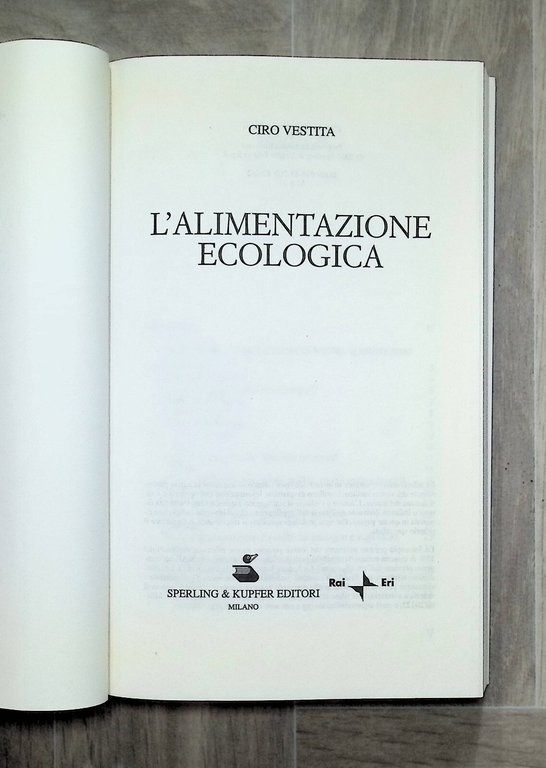 CIRO VESTITA
L'ALIMENTAZIONE
ECOLOGICA
SPERLING & KUPFER EDITORI
MILANO
Rai Eri